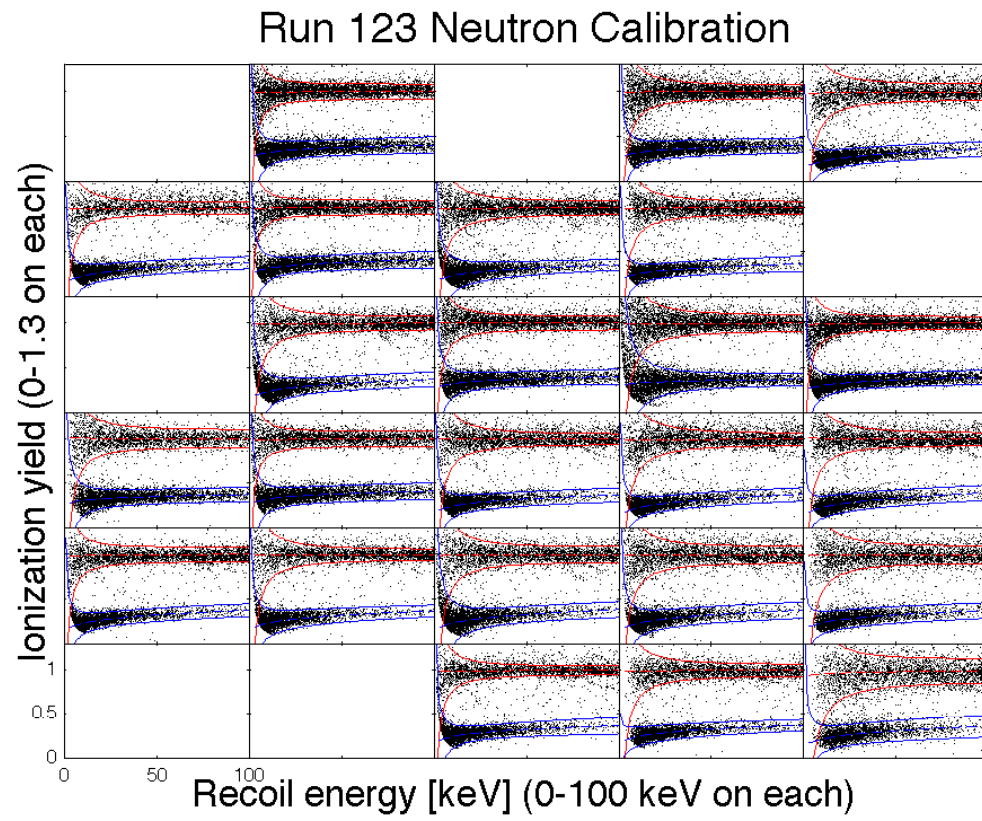 Run 123 Neutron Calibration
Ionization yield (0-1.3 on each)
1
0.5
0
0 50 100
Recoil energy [keV] (0-100 keV on each)